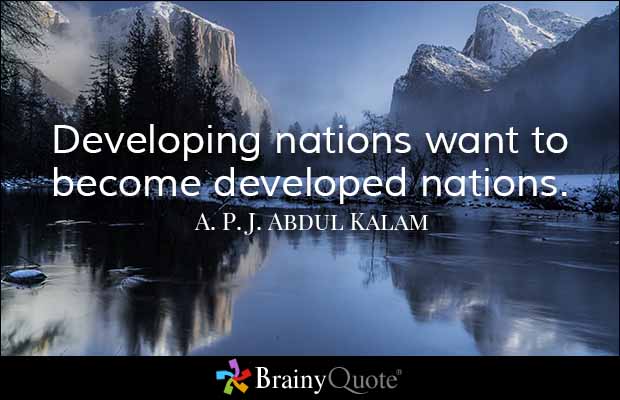 Developing nations want to
become developed nations.
A. P. J. Abdul Kalam
BrainyQuote®